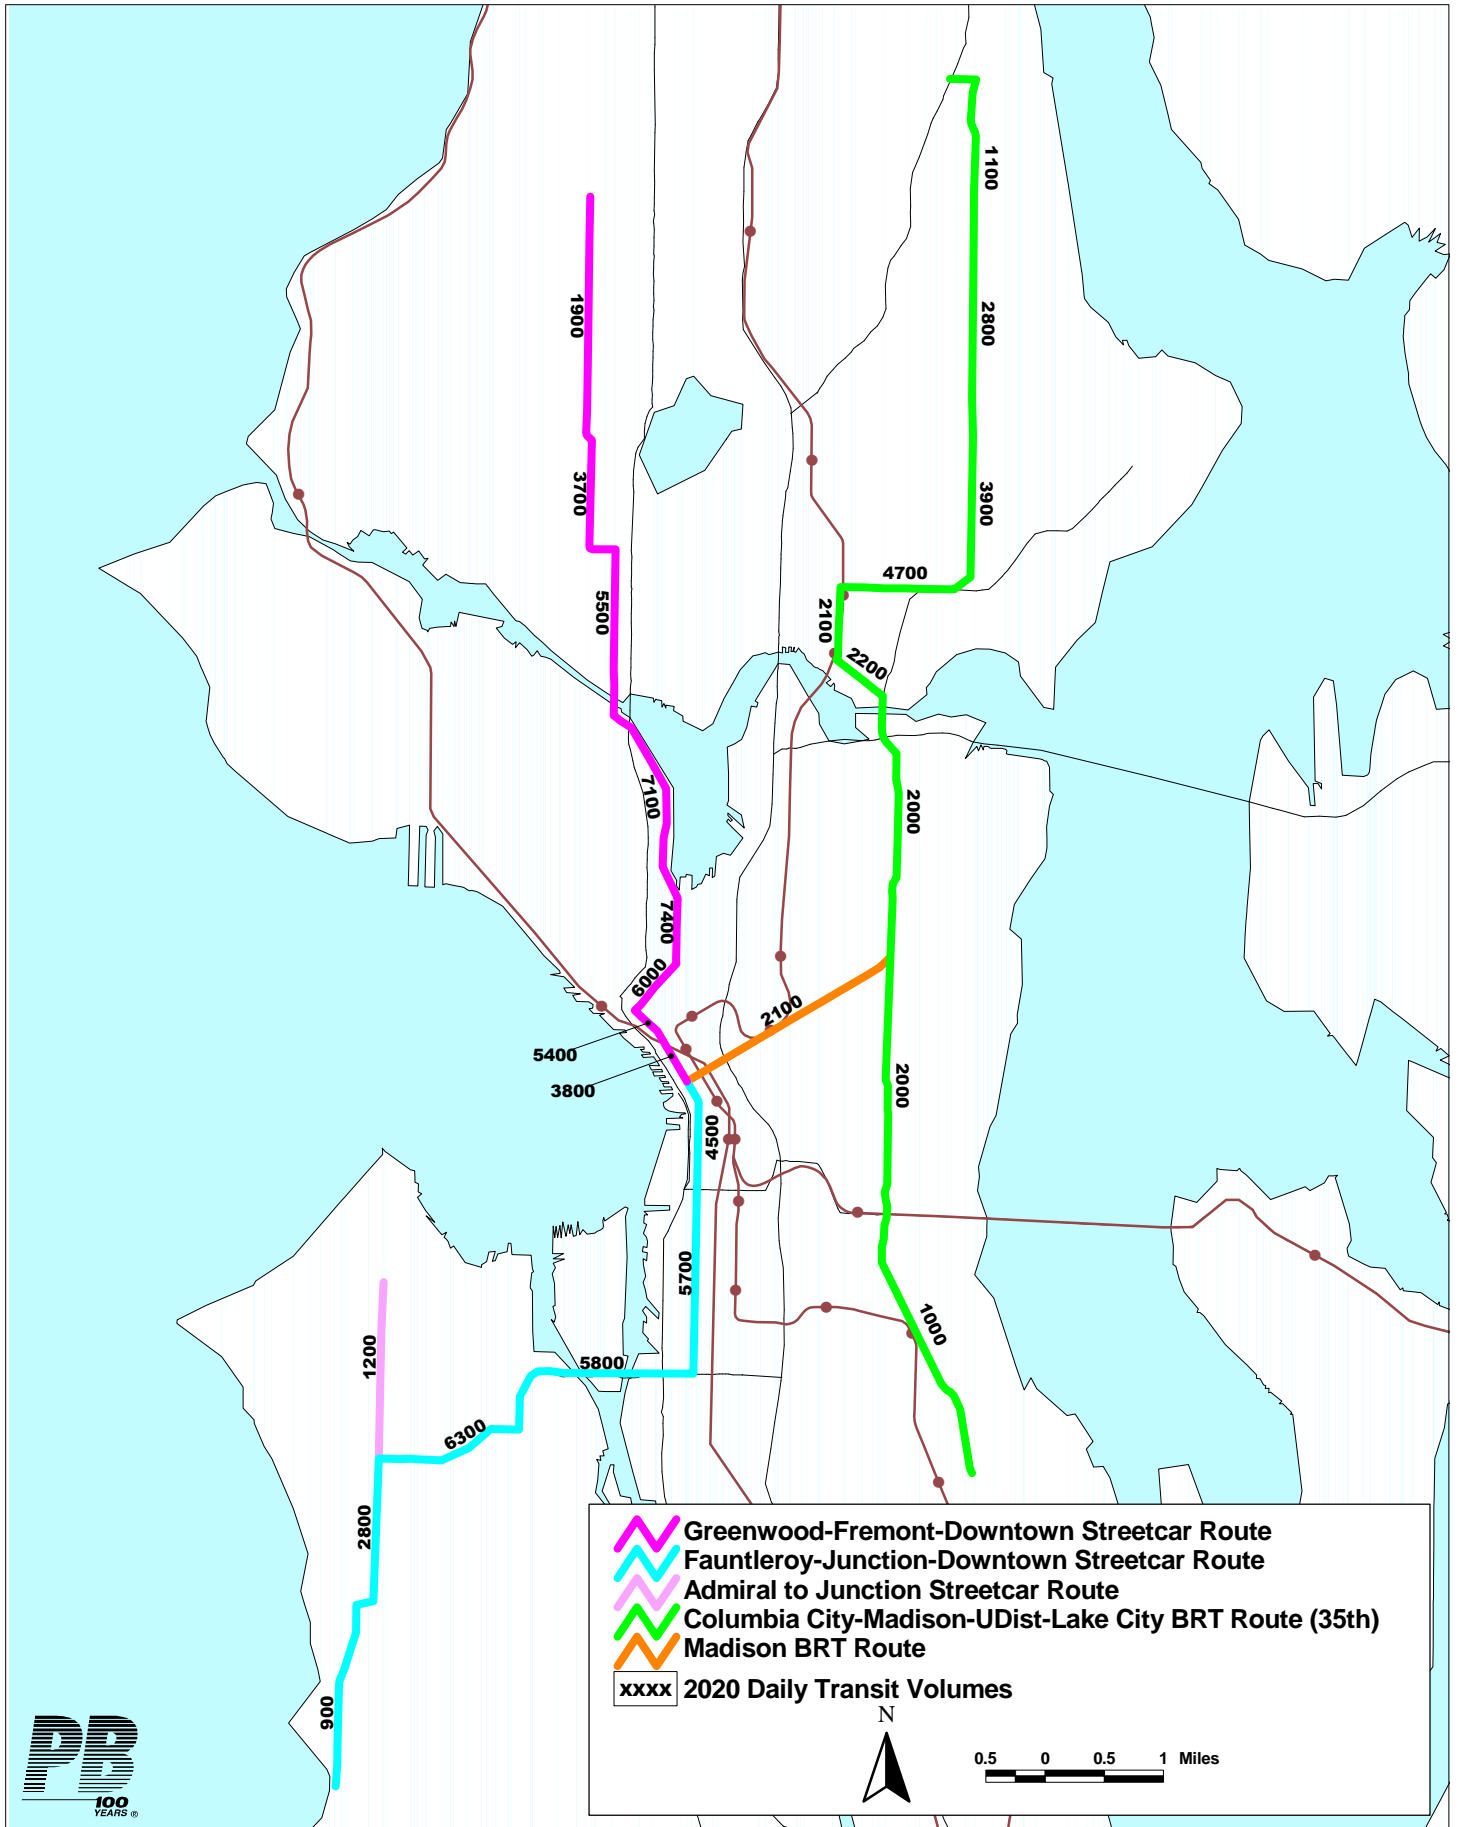 1100
1900
2800
3700
3900
4700
5500
2100
2200
7100
2000
7400
6000
2100
5400
3800
2000
4500
5700
1000
1200
5800
6300
2800
900
Greenwood-Fremont-Downtown Streetcar Route
Fauntleroy-Junction-Downtown Streetcar Route
Admiral to Junction Streetcar Route
Columbia City-Madison-UDist-Lake City BRT Route (35th)
Madison BRT Route
xxxx 2020 Daily Transit Volumes
N
0.5 0 0.5 1 Miles
PB
100
YEARS ®